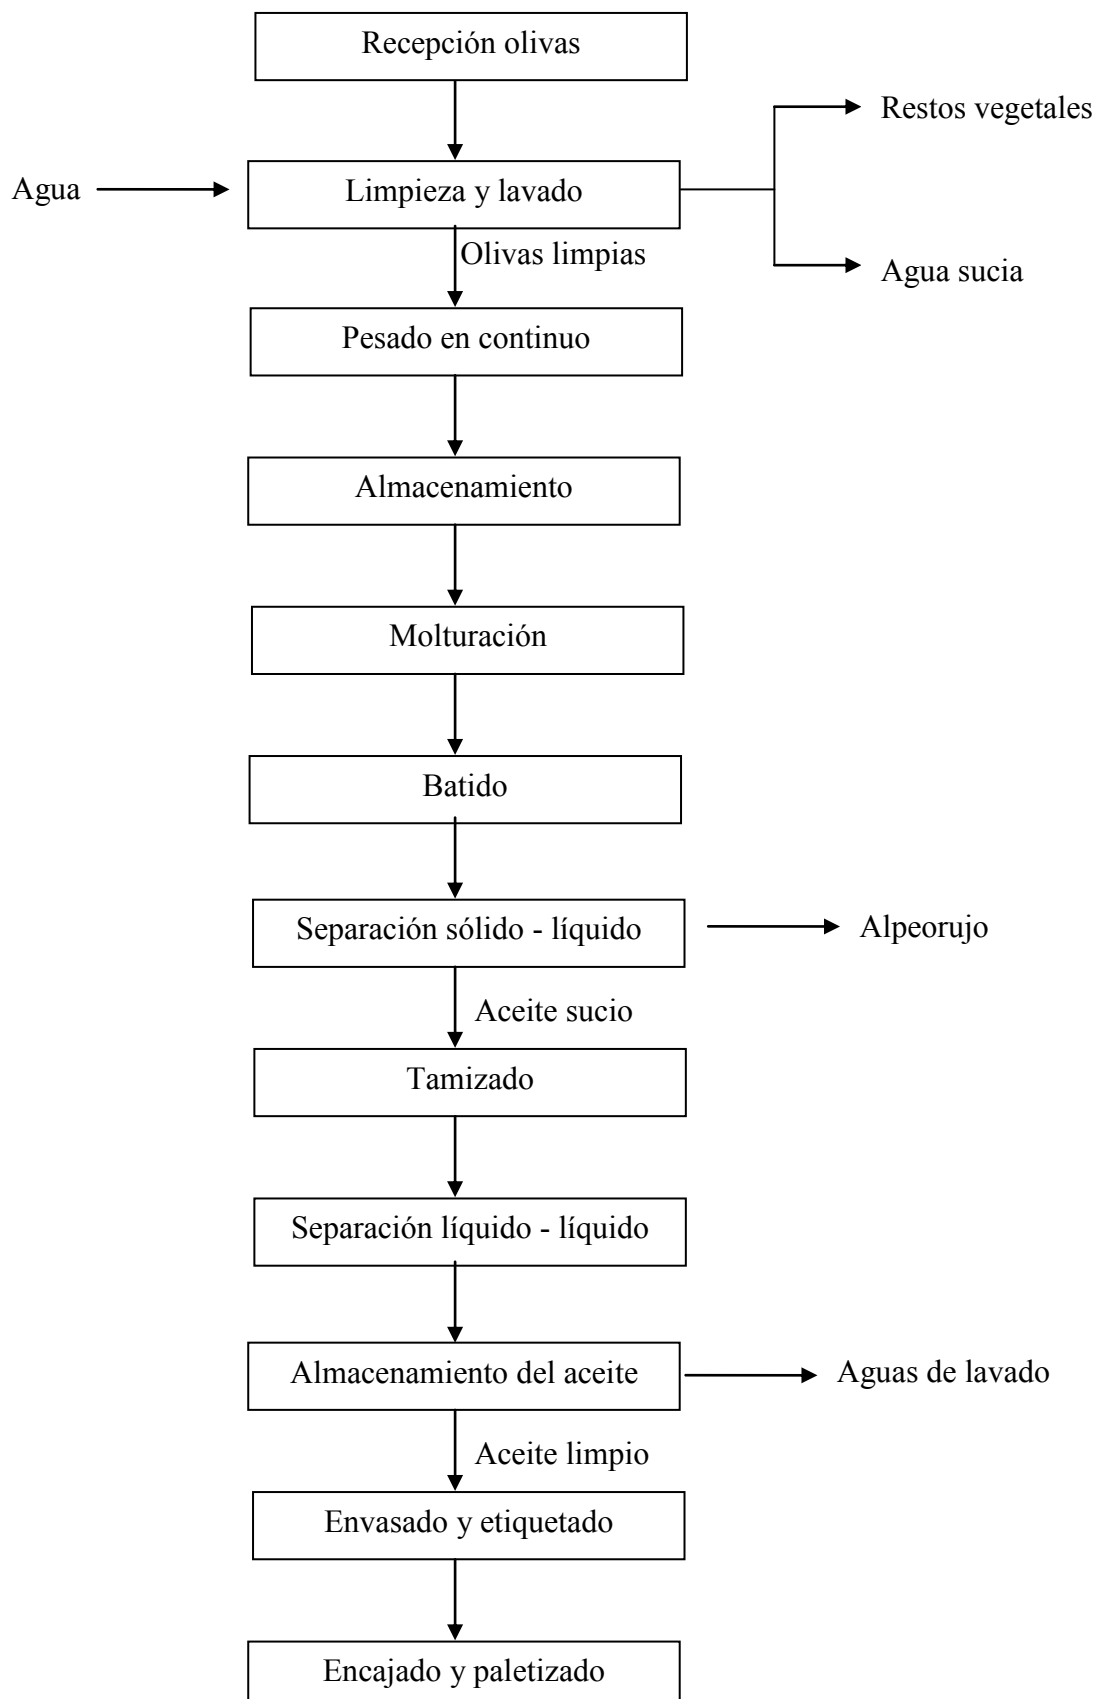 Recepción olivas
Restos vegetales
Agua
Limpieza y lavado
Olivas limpias
Agua sucia
Pesado en continuo
Almacenamiento
Molturación
Batido
Separación sólido - líquido
Alpeorujo
Aceite sucio
Tamizado
Separación líquido - líquido
Almacenamiento del aceite
Aguas de lavado
Aceite limpio
Envasado y etiquetado
Encajado y paletizado